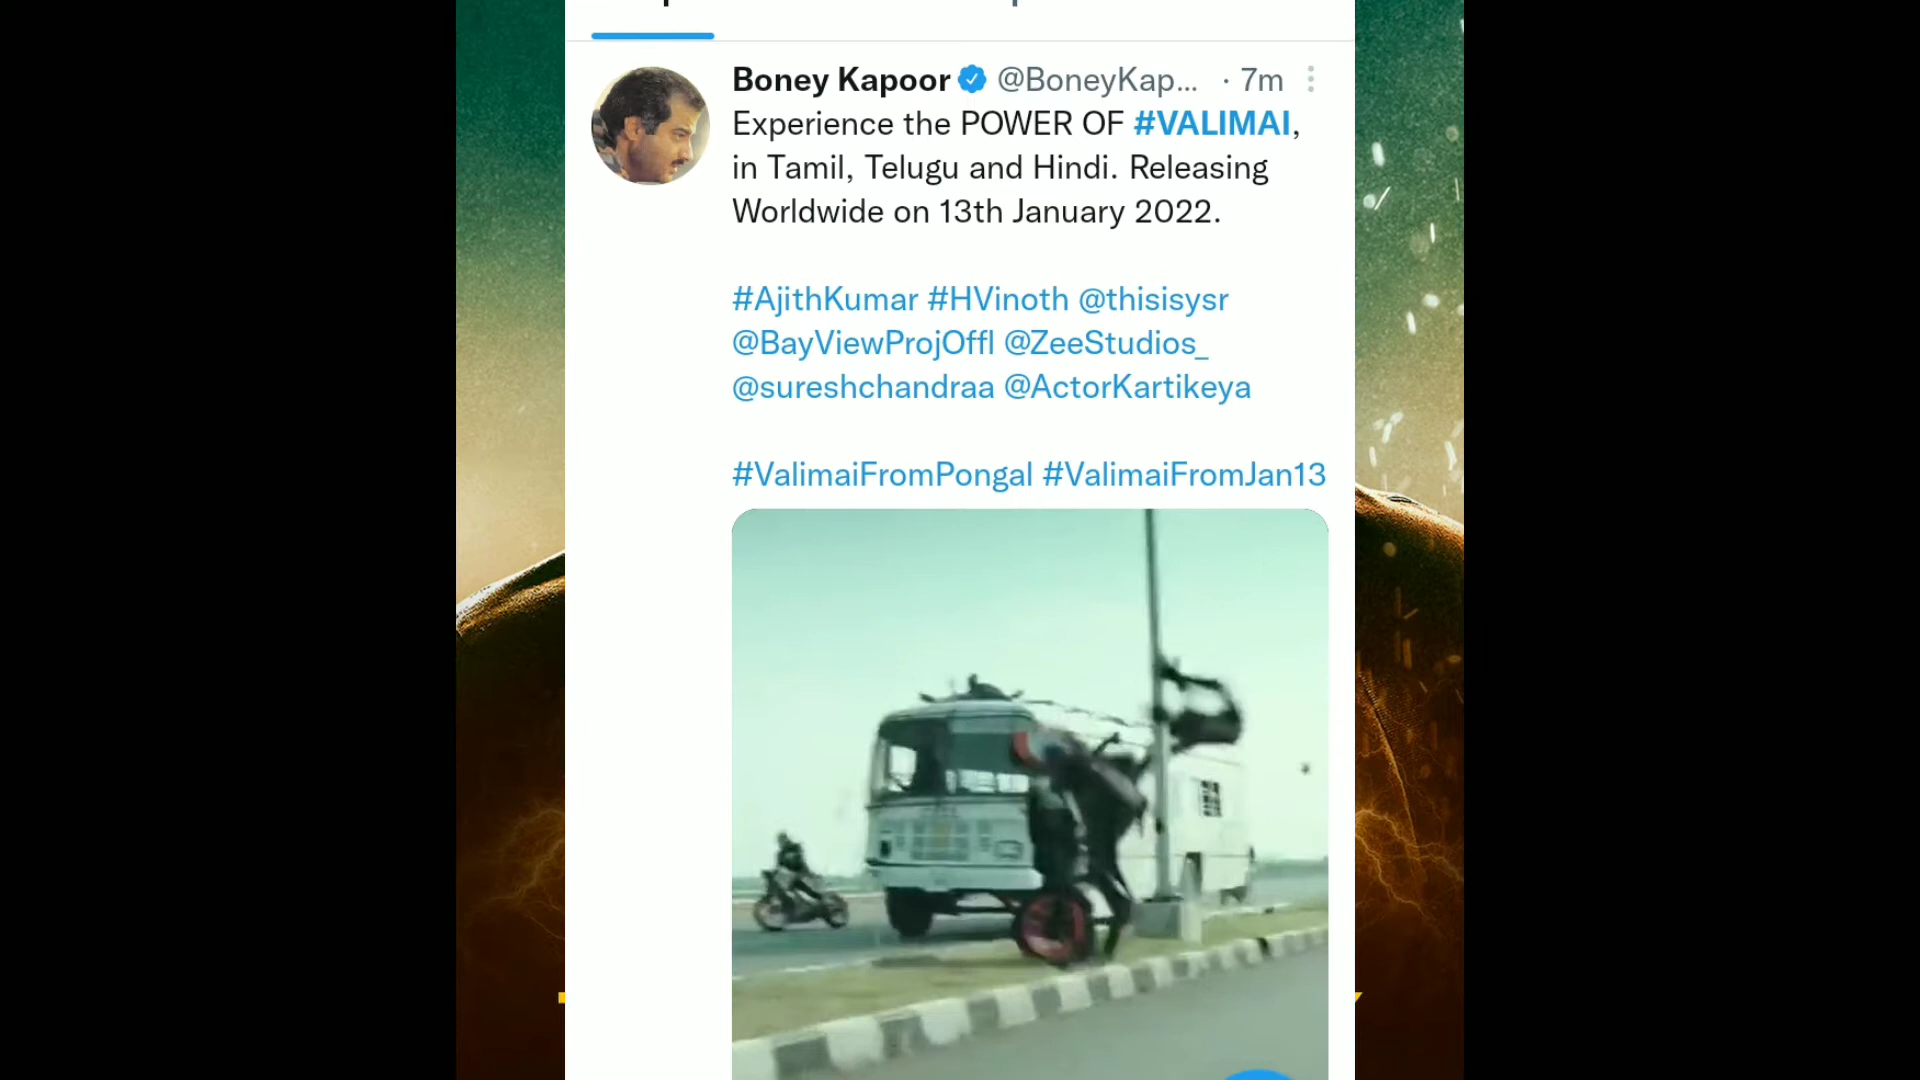 Boney Kapoor @BoneyKap... · 7m
Experience the POWER OF #VALIMAI,
in Tamil, Telugu and Hindi. Releasing
Worldwide on 13th January 2022.
#AjithKumar #HVinoth @thisisysr
@BayViewProjOffl @ZeeStudios_
@sureshchandraa @ActorKartikeya
#ValimaiFromPongal #ValimaiFromJan13